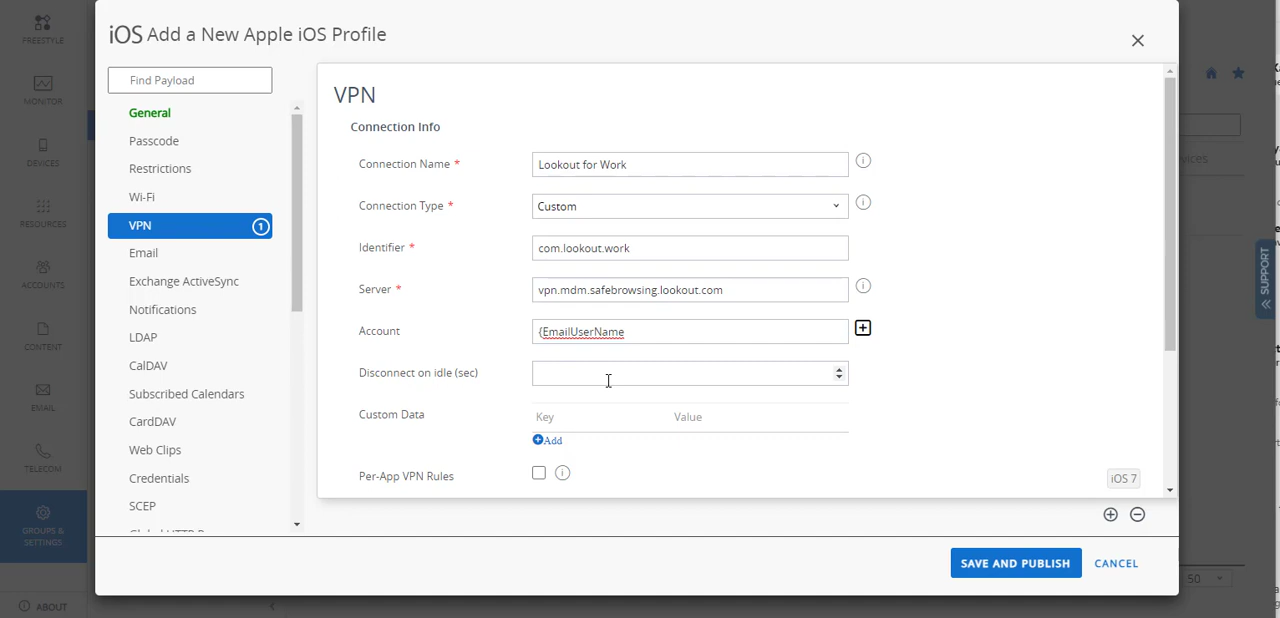 iOS Add a New Apple iOS Profile
FREESTYLE
MONITOR
DEVICES
RESOURCES
ACCOUNTS
CONTENT
EMAIL
TELECOM
GROUPS &
SETTINGS
ABOUT
Find Payload
General
Passcode
Restrictions
Wi-Fi
VPN 1
Email
Exchange ActiveSync
Notifications
LDAP
CalDAV
Subscribed Calendars
CardDAV
Web Clips
Credentials
SCEP
VPN
Connection Info
Connection Name * Lookout for Work
Connection Type * Custom
Identifier * com.lookout.work
Server * vpn.mdm.safebrowsing.lookout.com
Account {EmailUserName
Disconnect on idle (sec)
Custom Data Key Value
Add
Per-App VPN Rules
iOS 7
SAVE AND PUBLISH CANCEL
SUPPORT
50